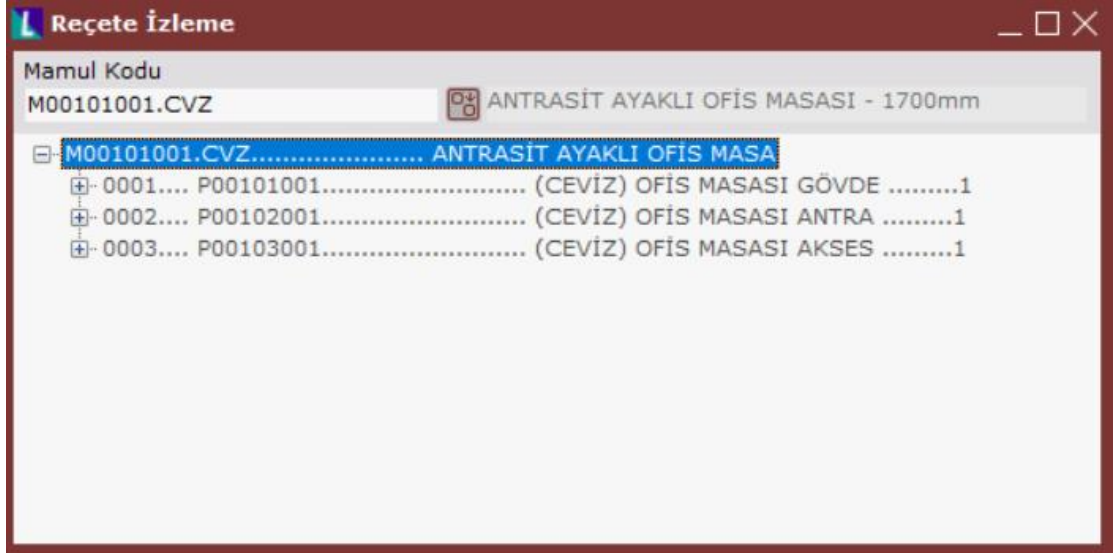 Reçete İzleme
Mamul Kodu
M00101001.CVZ ANTRASİT AYAKLI OFİS MASASI - 1700mm
M00101001.CVZ...................... ANTRASİT AYAKLI OFİS MASA
0001.... P00101001.......................... (CEVİZ) OFİS MASASI GÖVDE .........1
0002.... P00102001.......................... (CEVİZ) OFİS MASASI ANTRA .........1
0003.... P00103001.......................... (CEVİZ) OFİS MASASI AKSES .........1